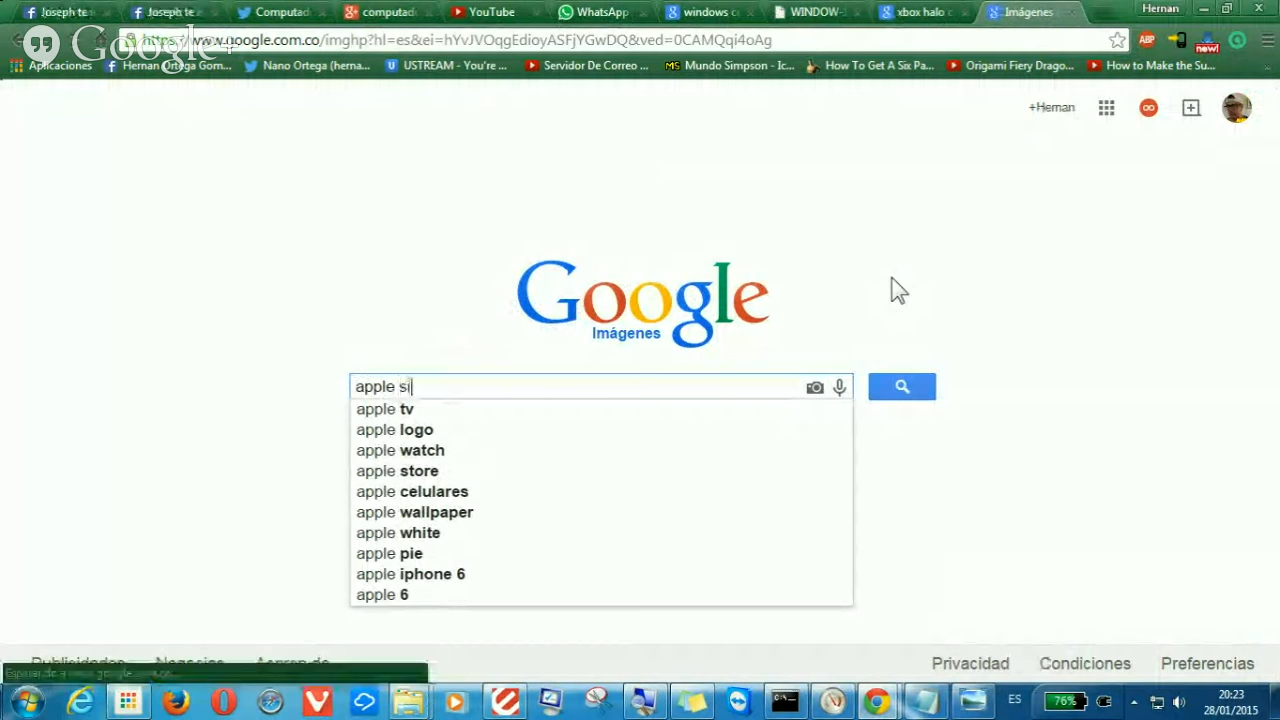 Joseph te
Joseph te
Computad
computad
YouTube
WhatsApp
windows c
WINDOW-
xbox halo c
Imágenes
Hernan
Google+
https://www.google.com.co/imghp?hl=es&ei=hYvJVOqgEdioyASFjYGwDQ&ved=0CAMQqi4oAg
ABP
now!
Aplicaciones
Hernan Ortega Gom...
Nano Ortega (herna...
USTREAM - You're ...
Servidor De Correo ...
Mundo Simpson - Ic...
How To Get A Six Pa...
Origami Fiery Drago...
How to Make the Su...
+Hernan
Google
Imágenes
apple si
apple tv
apple logo
apple watch
apple store
apple celulares
apple wallpaper
apple white
apple pie
apple iphone 6
apple 6
Privacidad
Condiciones
Preferencias
ES
76%
20:23
28/01/2015